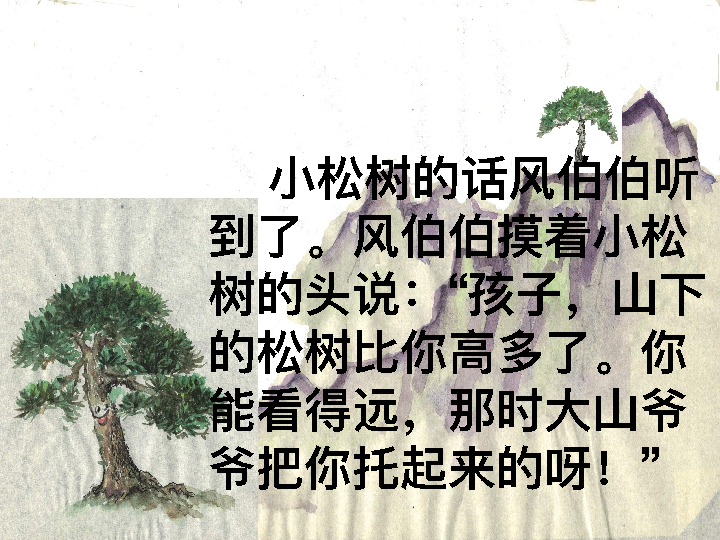 小松树的话风伯伯听
到了。风伯伯摸着小松
树的头说：“孩子，山下
的松树比你高多了。你
能看得远，那时大山爷
爷把你托起来的呀！”